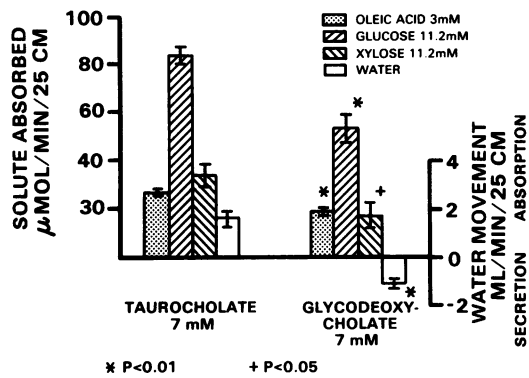 OLEIC ACID 3mM
GLUCOSE 11.2mM
XYLOSE 11.2mM
WATER
SOLUTE ABSORBED
μMOL/MIN/25 CM
100
80
60
40
30
*
*
+
*
4
2
0
-2
WATER MOVEMENT
ML/MIN/25 CM
SECRETION ABSORPTION
TAUROCHOLATE
7 mM
GLYCODEOXY-
CHOLATE
7 mM
* P<0.01 + P<0.05